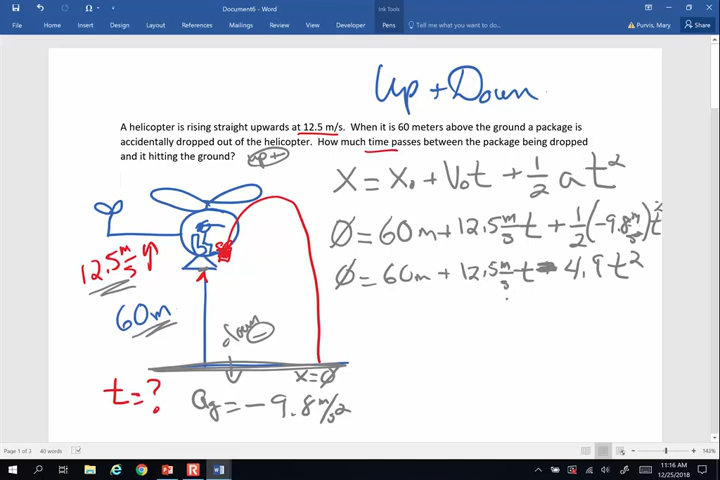 Document6 - Word
Ink Tools
Purvis, Mary
File Home Insert Design Layout References Mailings Review View Developer Pens Tell me what you want to do Share
Up + Down
A helicopter is rising straight upwards at 12.5 m/s. When it is 60 meters above the ground a package is
accidentally dropped out of the helicopter. How much time passes between the package being dropped
and it hitting the ground?
up +
x = x₀ + v₀t + 1/2 at²
0 = 60m + 12.5 m/s t + 1/2 (-9.8 m/s²) t²
0 = 60m + 12.5 m/s t - 4.9t²
12.5 m/s
60m
down -
x = 0
t = ?
ag = -9.8 m/s²
Page 1 of 3 40 words
143%
11:16 AM
12/25/2018